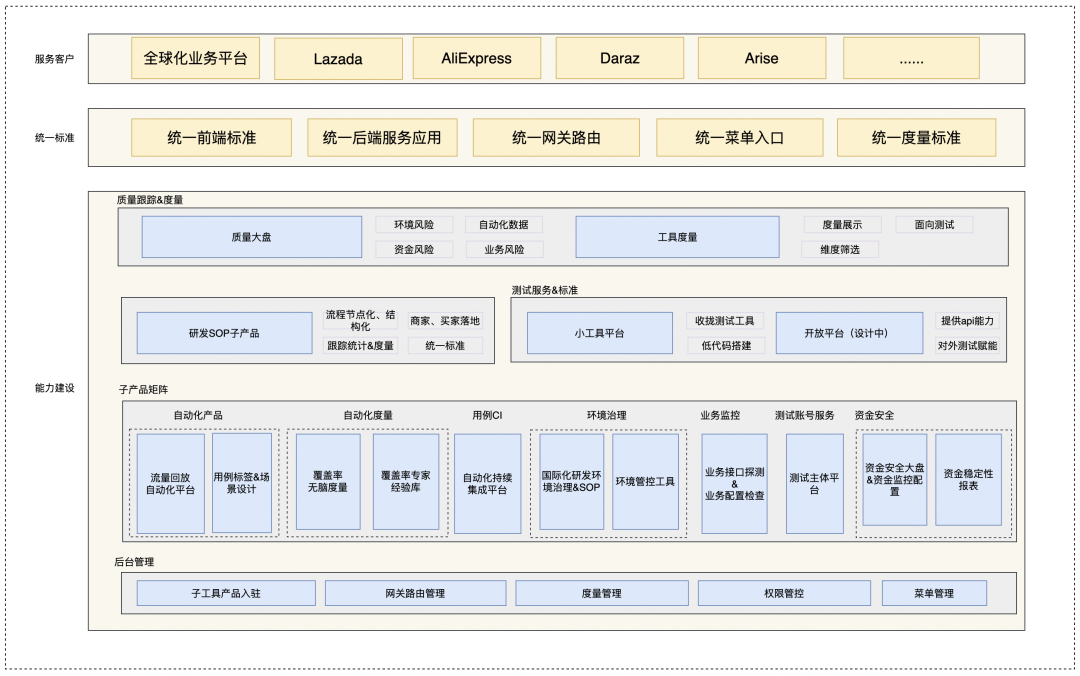 服务客户
全球化业务平台
Lazada
AliExpress
Daraz
Arise
......
统一标准
统一前端标准
统一后端服务应用
统一网关路由
统一菜单入口
统一度量标准
能力建设
质量跟踪&度量
质量大盘
环境风险
自动化数据
资金风险
业务风险
工具度量
度量展示
面向测试
维度筛选
研发SOP子产品
流程节点化、结
构化
商家、买家落地
跟踪统计&度量
统一标准
测试服务&标准
小工具平台
收拢测试工具
低代码搭建
开放平台（设计中）
提供api能力
对外测试赋能
子产品矩阵
自动化产品
流量回放
自动化平台
用例标签&场
景设计
自动化度量
覆盖率
无脑度量
覆盖率专家
经验库
用例CI
自动化持续
集成平台
环境治理
国际化研发环
境治理&SOP
环境管控工具
业务监控
业务接口探测
&
业务配置检查
测试账号服务
测试主体平
台
资金安全
资金安全大盘
&资金监控配
置
资金稳定性
报表
后台管理
子工具产品入驻
网关路由管理
度量管理
权限管控
菜单管理